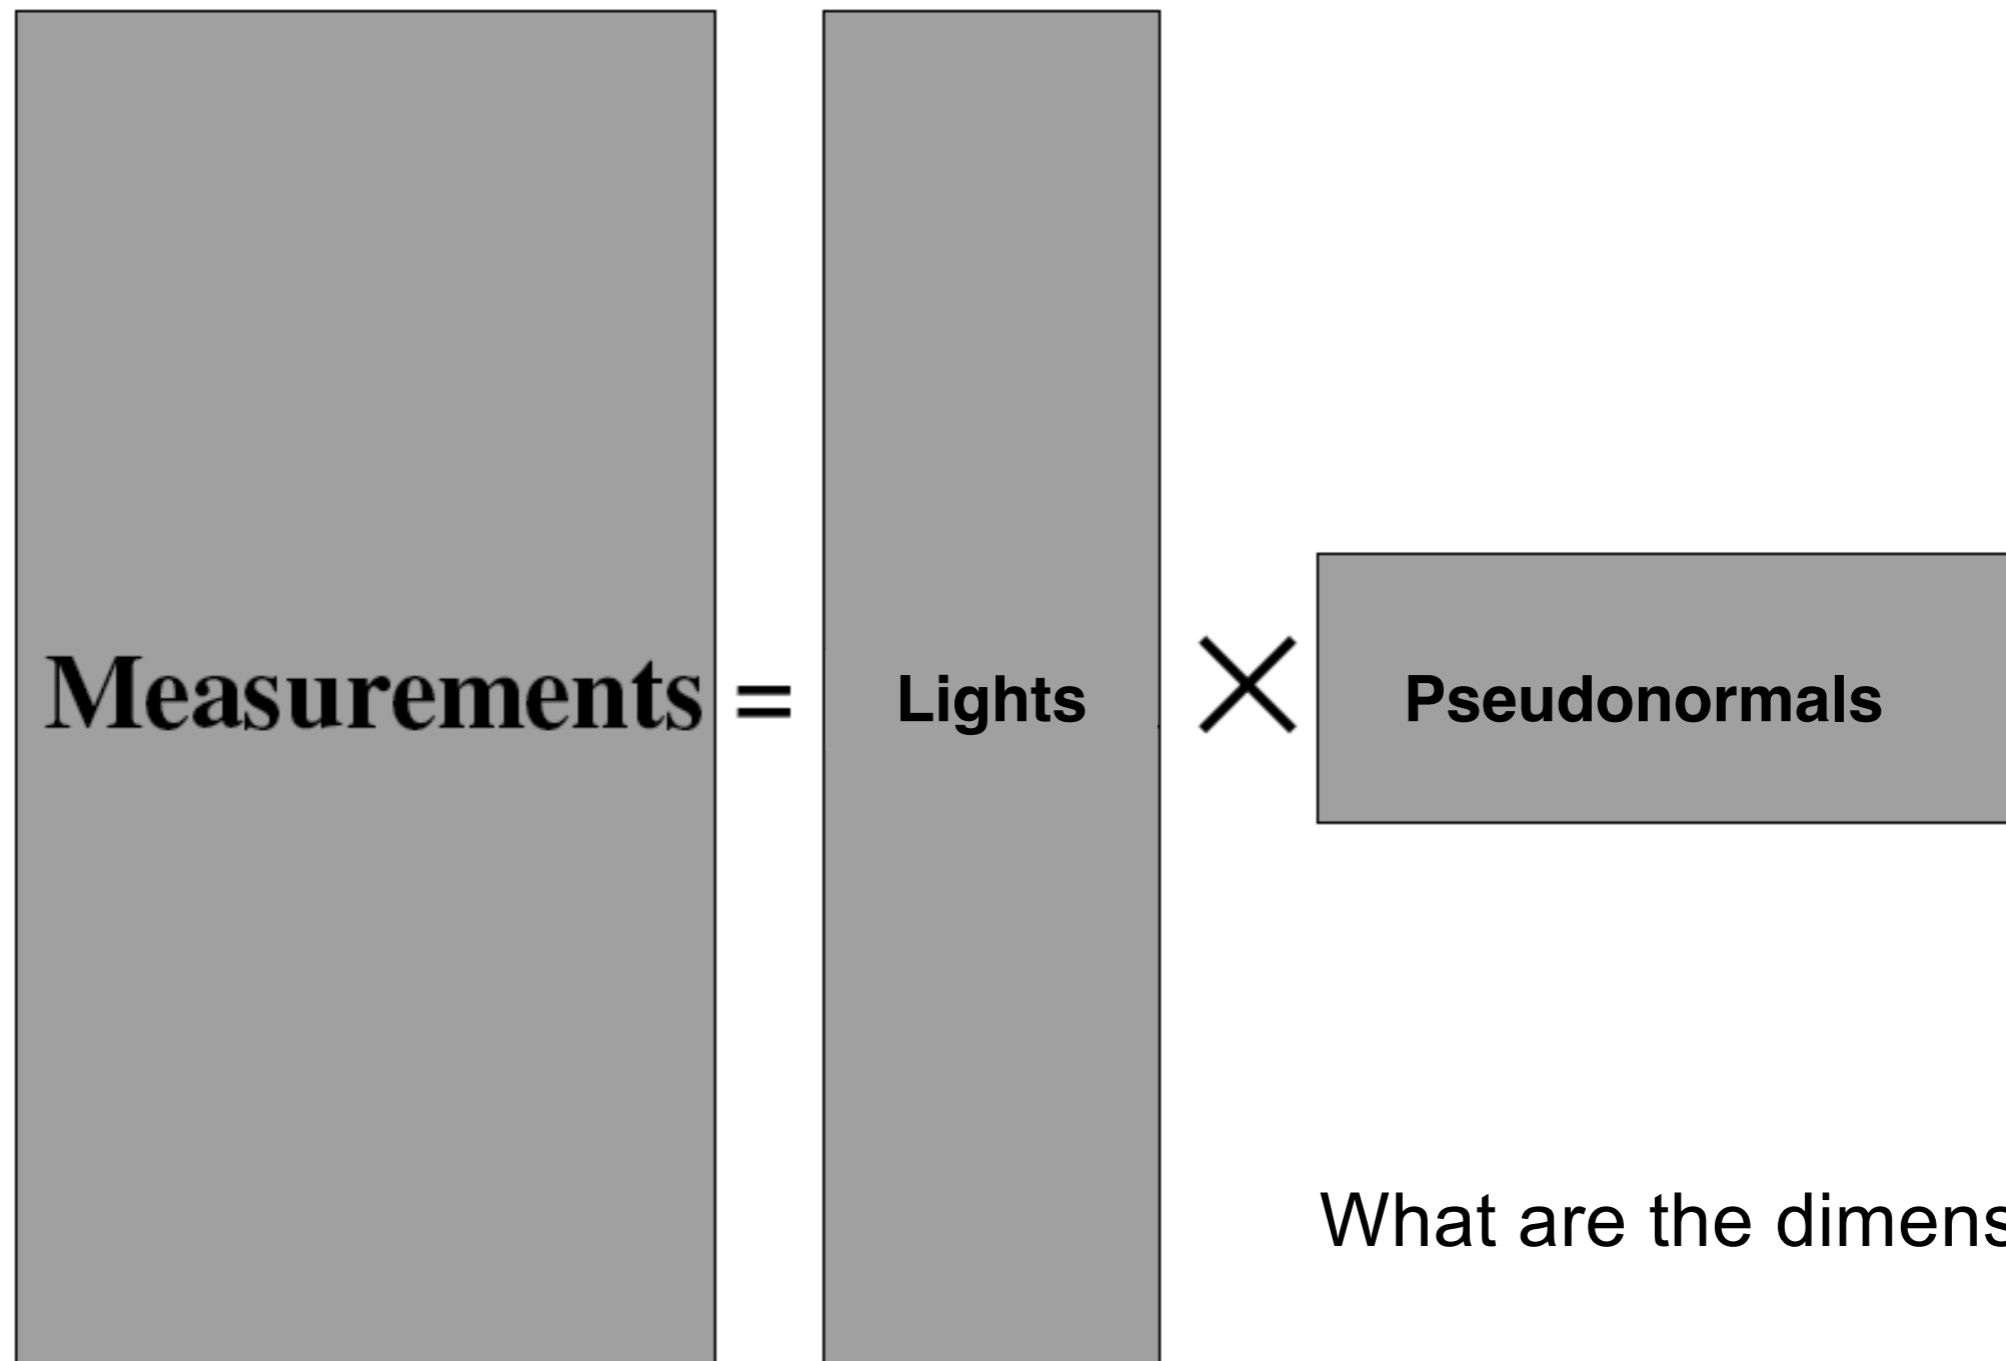 Measurements = Lights × Pseudonormals
What are the dimens